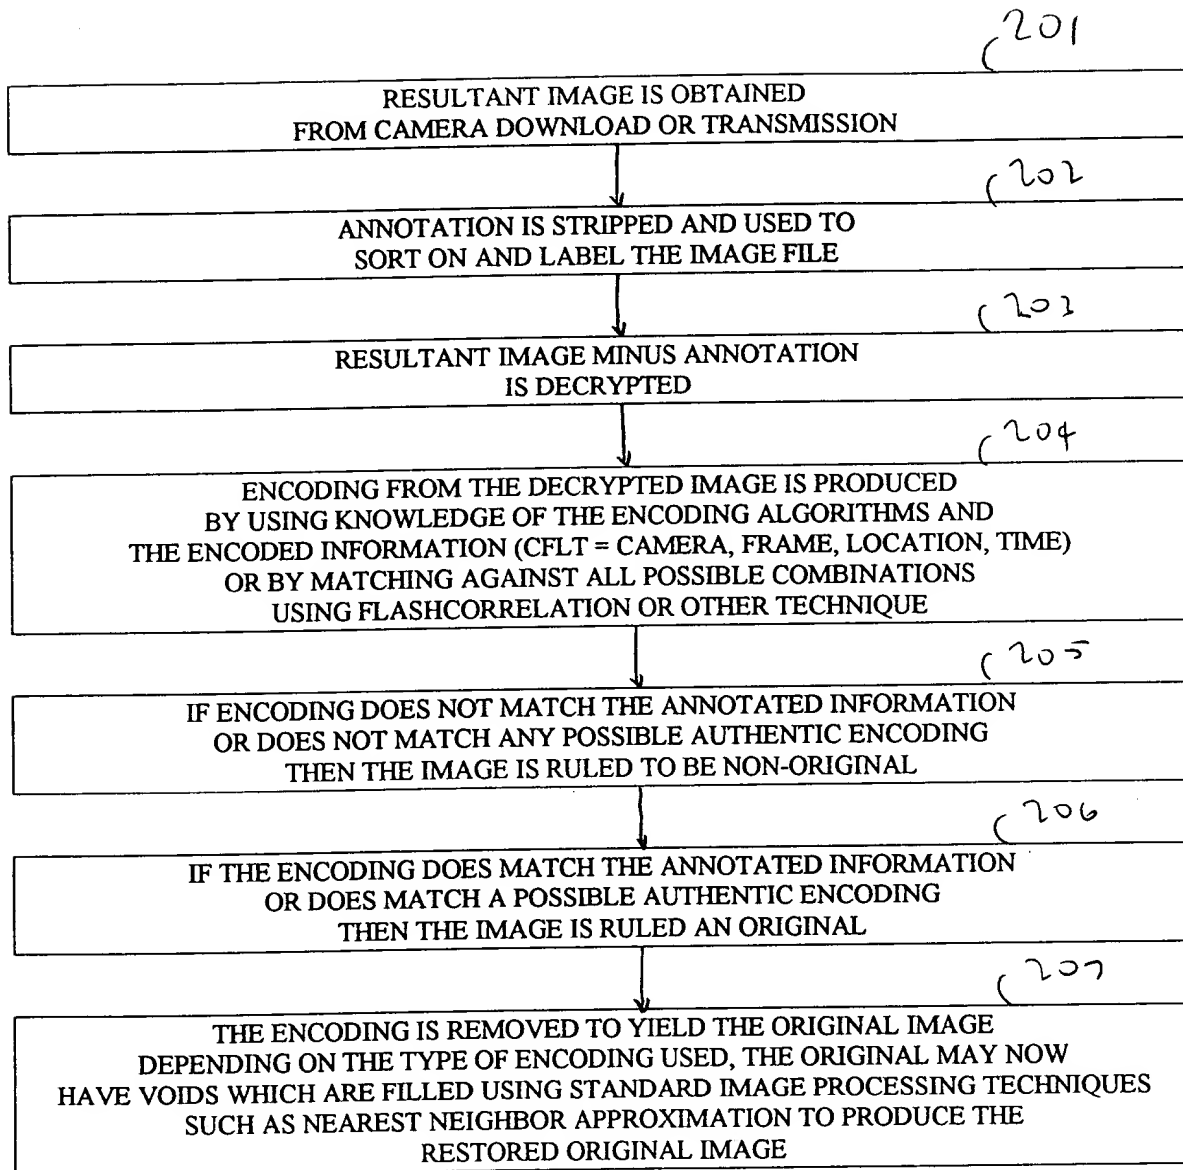 201
RESULTANT IMAGE IS OBTAINED
FROM CAMERA DOWNLOAD OR TRANSMISSION
202
ANNOTATION IS STRIPPED AND USED TO
SORT ON AND LABEL THE IMAGE FILE
203
RESULTANT IMAGE MINUS ANNOTATION
IS DECRYPTED
204
ENCODING FROM THE DECRYPTED IMAGE IS PRODUCED
BY USING KNOWLEDGE OF THE ENCODING ALGORITHMS AND
THE ENCODED INFORMATION (CFLT = CAMERA, FRAME, LOCATION, TIME)
OR BY MATCHING AGAINST ALL POSSIBLE COMBINATIONS
USING FLASHCORRELATION OR OTHER TECHNIQUE
205
IF ENCODING DOES NOT MATCH THE ANNOTATED INFORMATION
OR DOES NOT MATCH ANY POSSIBLE AUTHENTIC ENCODING
THEN THE IMAGE IS RULED TO BE NON-ORIGINAL
206
IF THE ENCODING DOES MATCH THE ANNOTATED INFORMATION
OR DOES MATCH A POSSIBLE AUTHENTIC ENCODING
THEN THE IMAGE IS RULED AN ORIGINAL
207
THE ENCODING IS REMOVED TO YIELD THE ORIGINAL IMAGE
DEPENDING ON THE TYPE OF ENCODING USED, THE ORIGINAL MAY NOW
HAVE VOIDS WHICH ARE FILLED USING STANDARD IMAGE PROCESSING TECHNIQUES
SUCH AS NEAREST NEIGHBOR APPROXIMATION TO PRODUCE THE
RESTORED ORIGINAL IMAGE